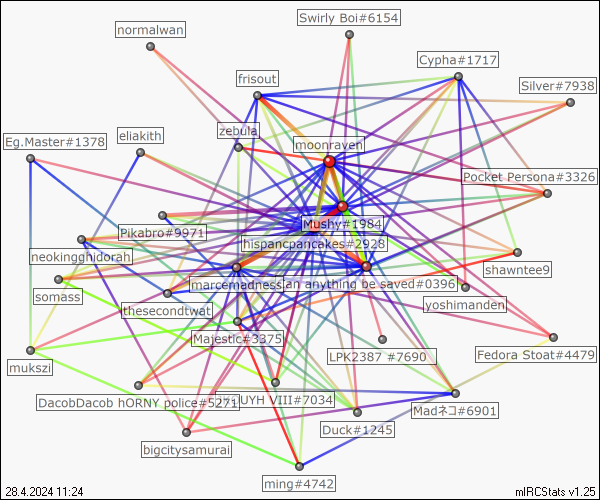 Swirly Boi#6154
normalwan
Cypha#1717
frisout
Silver#7938
zebula
eliakith
Eg.Master#1378
moonraven
Pocket Persona#3326
Mushy#1984
Pikabro#9971
hispancpancakes#2928
neokingghidorah
shawntee9
marcemadness
an anything be saved#0396
somass
thesecondtwat
yoshimanden
Majestic#3375
LPK2387 #7690
Fedora Stoat#4479
mukszi
DacobDacob hORNY police#5271
OUYH VIII#7034
Madネコ#6901
Duck#1245
bigcitysamurai
ming#4742
28.4.2024 11:24
mIRCStats v1.25